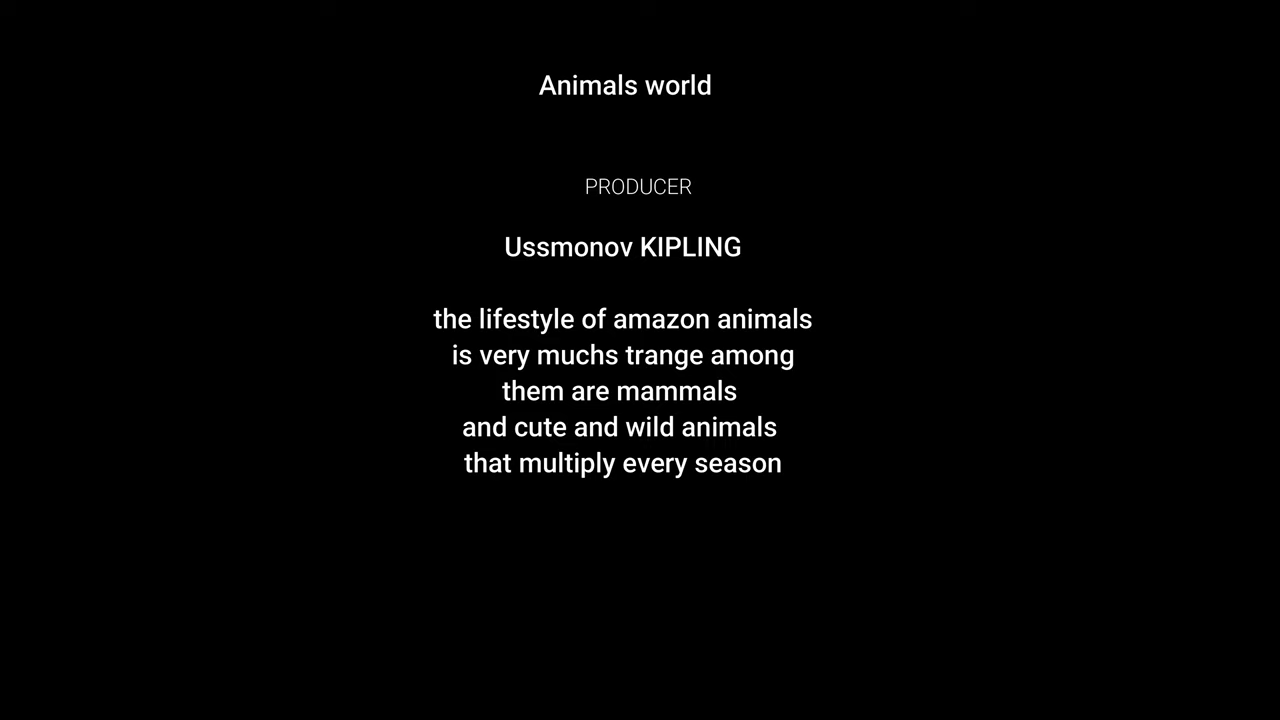 Animals world
PRODUCER
Ussmonov KIPLING
the lifestyle of amazon animals
is very muchs trange among
them are mammals
and cute and wild animals
that multiply every season